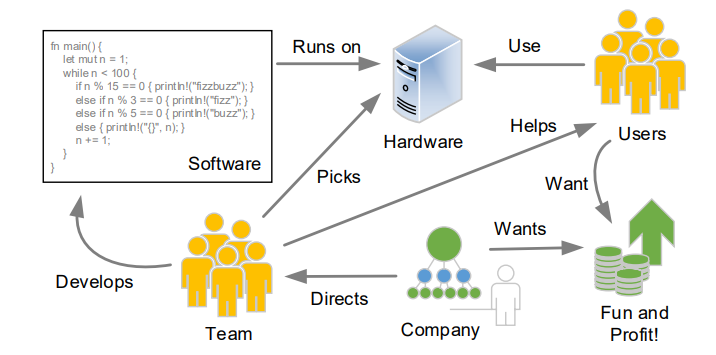 fn main() {
let mut n = 1;
while n < 100 {
if n % 15 == 0 { println!("fizzbuzz"); }
else if n % 3 == 0 { println!("fizz"); }
else if n % 5 == 0 { println!("buzz"); }
else { println!("{}", n); }
n += 1;
}
}
Software
Runs on
Hardware
Use
Users
Picks
Helps
Want
Develops
Team
Directs
Company
Wants
Fun and
Profit!